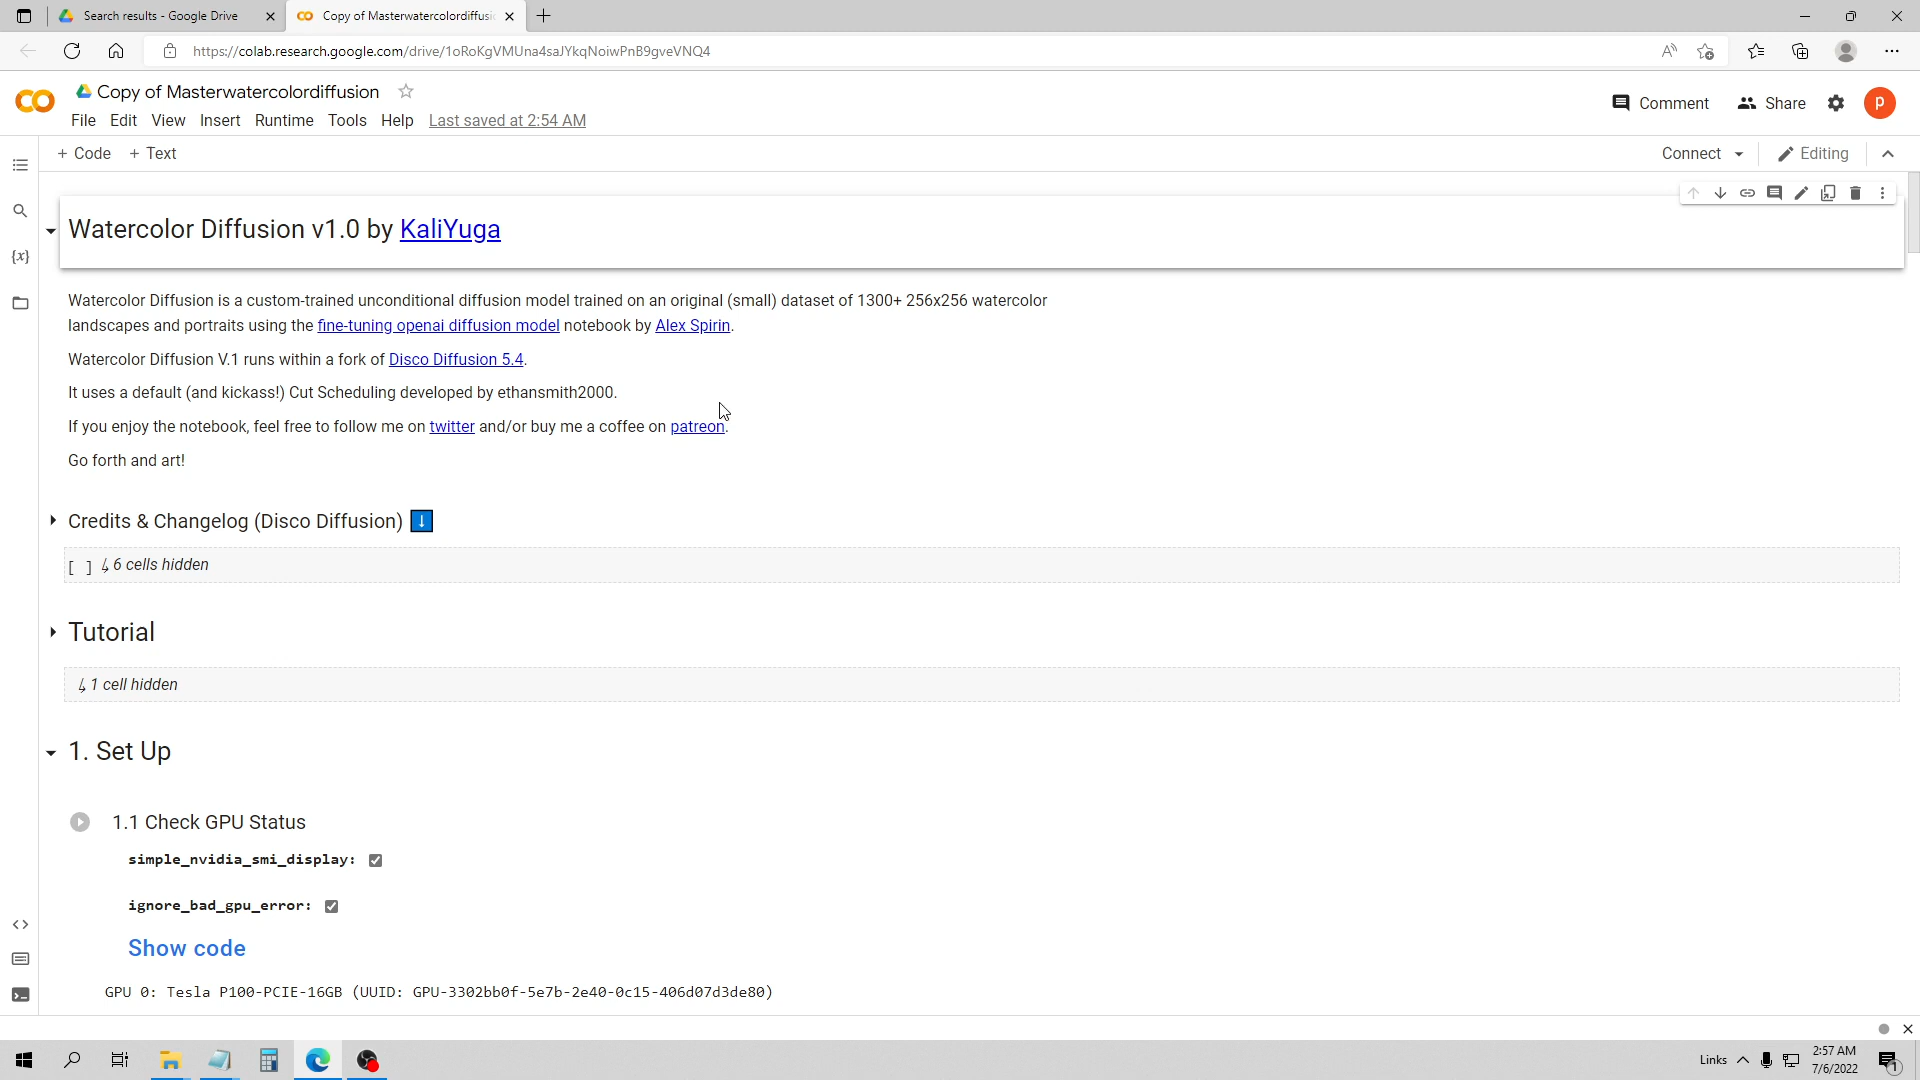 Search results - Google Drive
Copy of Masterwatercolordiffusi
https://colab.research.google.com/drive/1oRoKgVMUna4saJYkqNoiwPnB9gveVNQ4
Copy of Masterwatercolordiffusion
Comment Share p
File Edit View Insert Runtime Tools Help Last saved at 2:54 AM
+ Code + Text
Connect Editing
Watercolor Diffusion v1.0 by KaliYuga
{x}
Watercolor Diffusion is a custom-trained unconditional diffusion model trained on an original (small) dataset of 1300+ 256x256 watercolor
landscapes and portraits using the fine-tuning openai diffusion model notebook by Alex Spirin.
Watercolor Diffusion V.1 runs within a fork of Disco Diffusion 5.4.
It uses a default (and kickass!) Cut Scheduling developed by ethansmith2000.
If you enjoy the notebook, feel free to follow me on twitter and/or buy me a coffee on patreon.
Go forth and art!
Credits & Changelog (Disco Diffusion) ⬇️
[ ] ↳ 6 cells hidden
Tutorial
↳ 1 cell hidden
1. Set Up
1.1 Check GPU Status
simple_nvidia_smi_display:
ignore_bad_gpu_error:
Show code
GPU 0: Tesla P100-PCIE-16GB (UUID: GPU-3302bb0f-5e7b-2e40-0c15-406d07d3de80)
Links
2:57 AM
7/6/2022
1